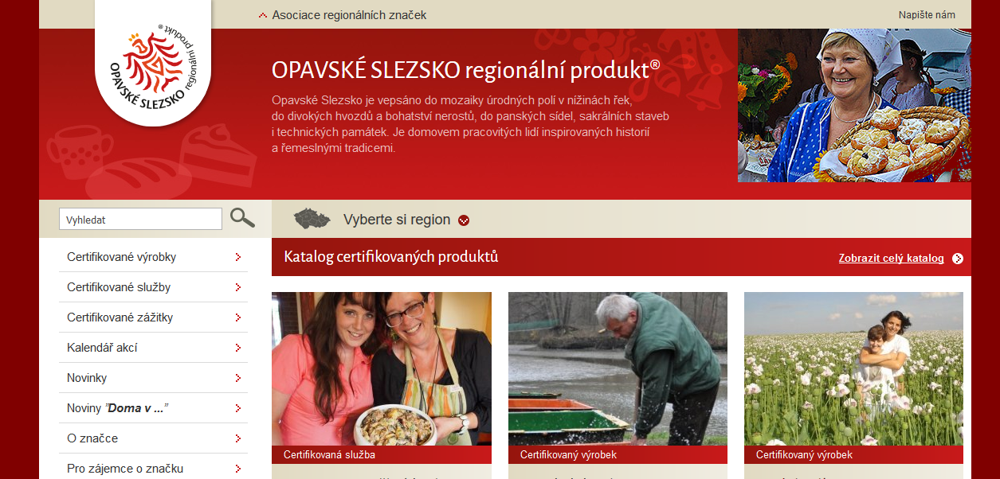 Asociace regionálních značek
Napište nám
OPAVSKÉ SLEZSKO regionální produkt®
OPAVSKÉ SLEZSKO regionální produkt®
Opavské Slezsko je vepsáno do mozaiky úrodných polí v nížinách řek,
do divokých hvozdů a bohatství nerostů, do panských sídel, sakrálních staveb
i technických památek. Je domovem pracovitých lidí inspirovaných historií
a řemeslnými tradicemi.
Vyhledat
Vyberte si region
Certifikované výrobky
Certifikované služby
Certifikované zážitky
Kalendář akcí
Novinky
Noviny "Doma v ..."
O značce
Pro zájemce o značku
Katalog certifikovaných produktů
Zobrazit celý katalog
Certifikovaná služba
Certifikovaný výrobek
Certifikovaný výrobek